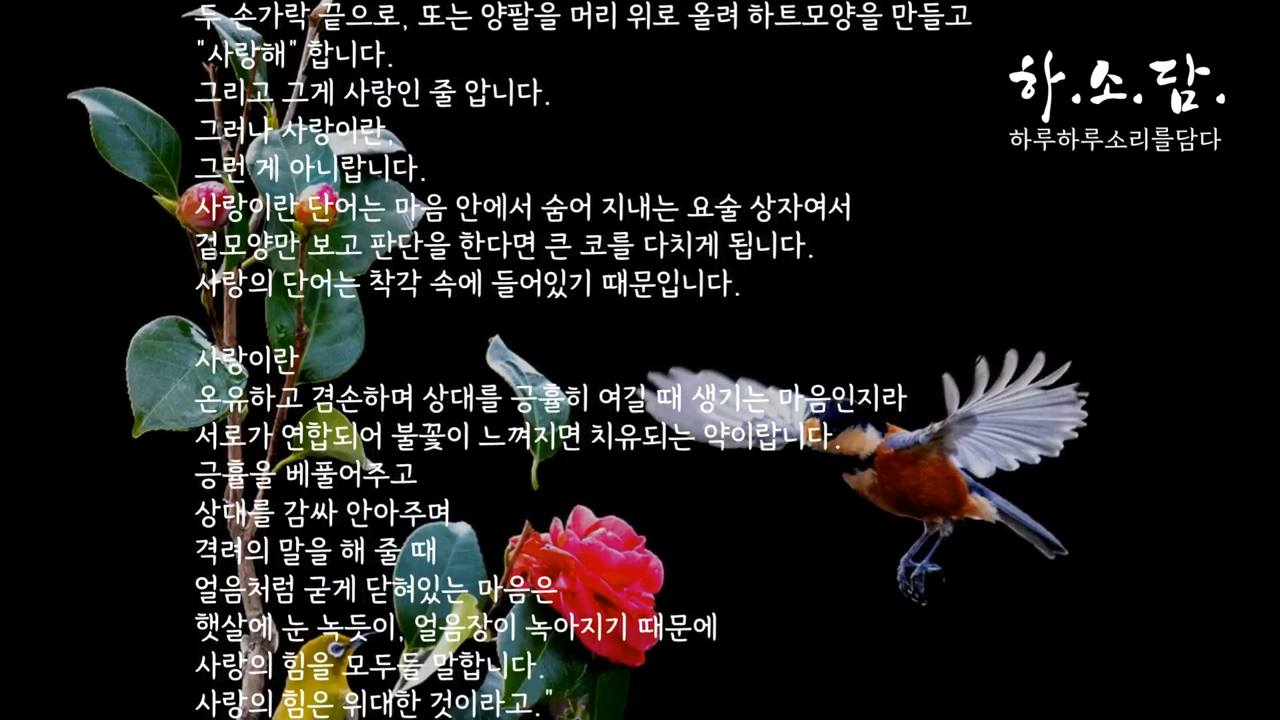 두 손가락 끝으로, 또는 양팔을 머리 위로 올려 하트모양을 만들고
"사랑해" 합니다.
그리고 그게 사랑인 줄 압니다.
그러나 사랑이란,
그런 게 아니랍니다.
사랑이란 단어는 마음 안에서 숨어 지내는 요술 상자여서
겉모양만 보고 판단을 한다면 큰 코를 다치게 됩니다.
사랑의 단어는 착각 속에 들어있기 때문입니다.
사랑이란
온유하고 겸손하며 상대를 긍휼히 여길 때 생기는 마음인지라
서로가 연합되어 불꽃이 느껴지면 치유되는 약이랍니다.
긍휼을 베풀어주고
상대를 감싸 안아주며
격려의 말을 해 줄 때
얼음처럼 굳게 닫혀있는 마음은
햇살에 눈 녹듯이, 얼음장이 녹아지기 때문에
사랑의 힘을 모두들 말합니다.
사랑의 힘은 위대한 것이라고."
하.소.담.
하루하루소리를담다